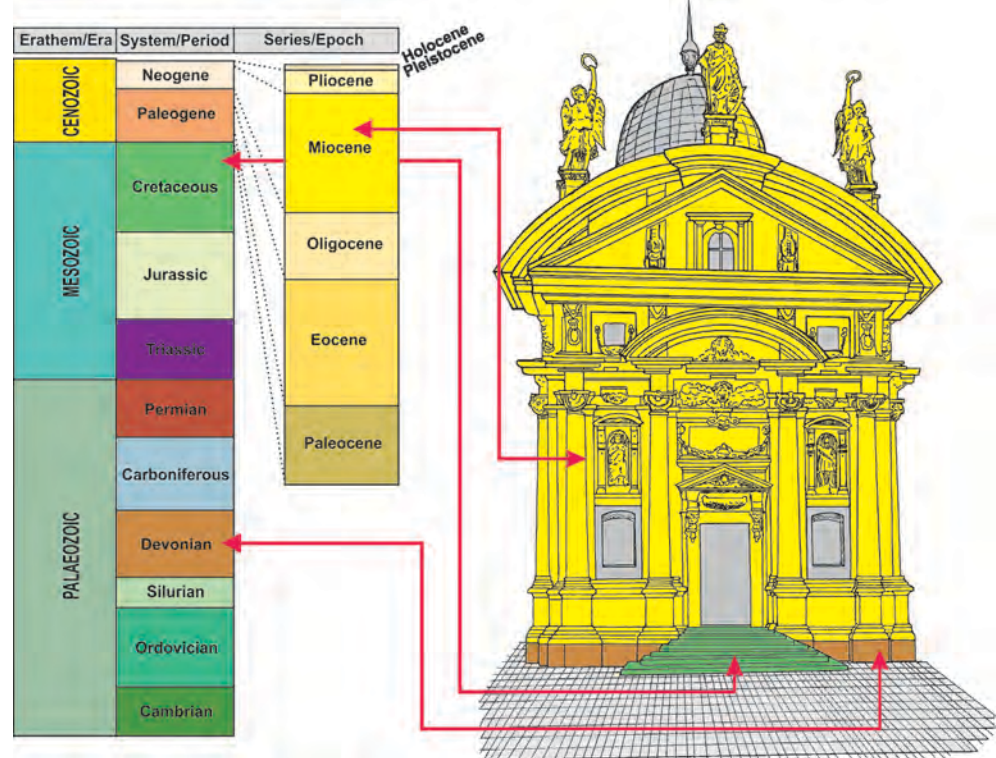 Erathem/Era System/Period Series/Epoch
Holocene
Pleistocene
CENOZOIC
Neogene
Paleogene
MESOZOIC
Cretaceous
Jurassic
Triassic
PALAEOZOIC
Permian
Carboniferous
Devonian
Silurian
Ordovician
Cambrian
Pliocene
Miocene
Oligocene
Eocene
Paleocene